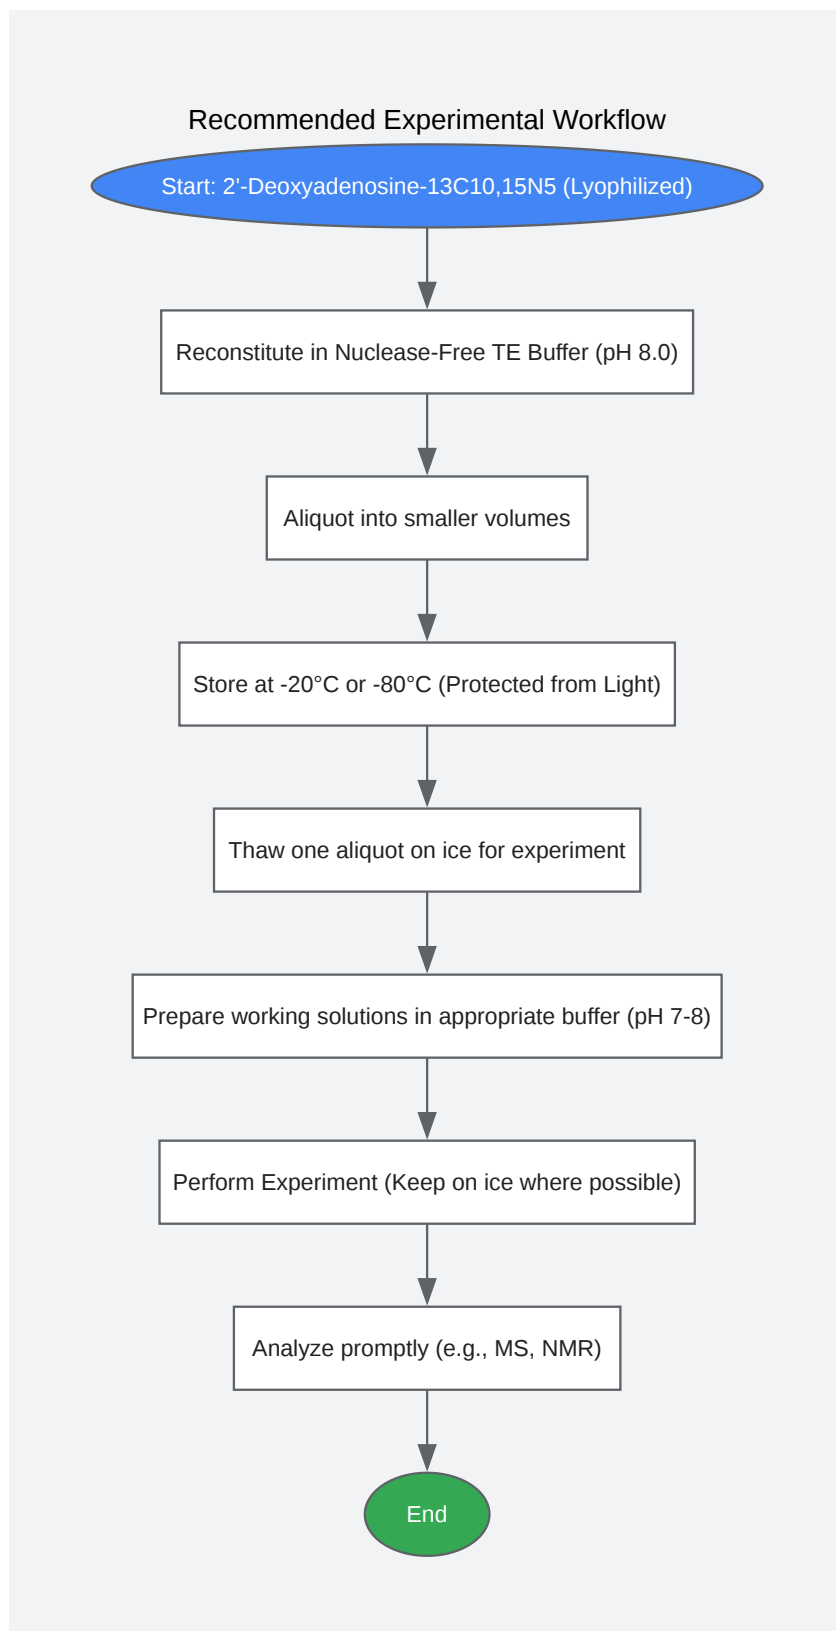 Recommended Experimental Workflow
Start: 2'-Deoxyadenosine-13C10,15N5 (Lyophilized)
Reconstitute in Nuclease-Free TE Buffer (pH 8.0)
Aliquot into smaller volumes
Store at -20°C or -80°C (Protected from Light)
Thaw one aliquot on ice for experiment
Prepare working solutions in appropriate buffer (pH 7-8)
Perform Experiment (Keep on ice where possible)
Analyze promptly (e.g., MS, NMR)
End